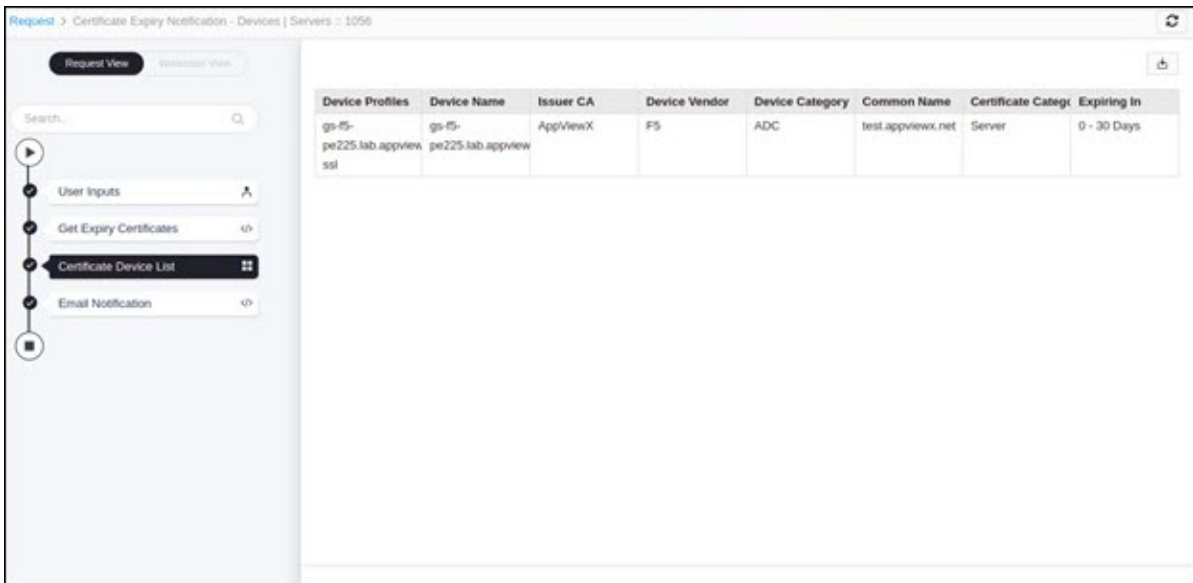 Request > Certificate Expiry Notification - Devices | Servers :: 1056
Request View
Search...
User Inputs
Get Expiry Certificates
Certificate Device List
Email Notification
Device Profiles Device Name Issuer CA Device Vendor Device Category Common Name Certificate Catego Expiring In
gs-f5- gs-f5- AppViewX F5 ADC test.appviewx.net Server 0 - 30 Days
pe225.lab.appview pe225.lab.appview
ssl